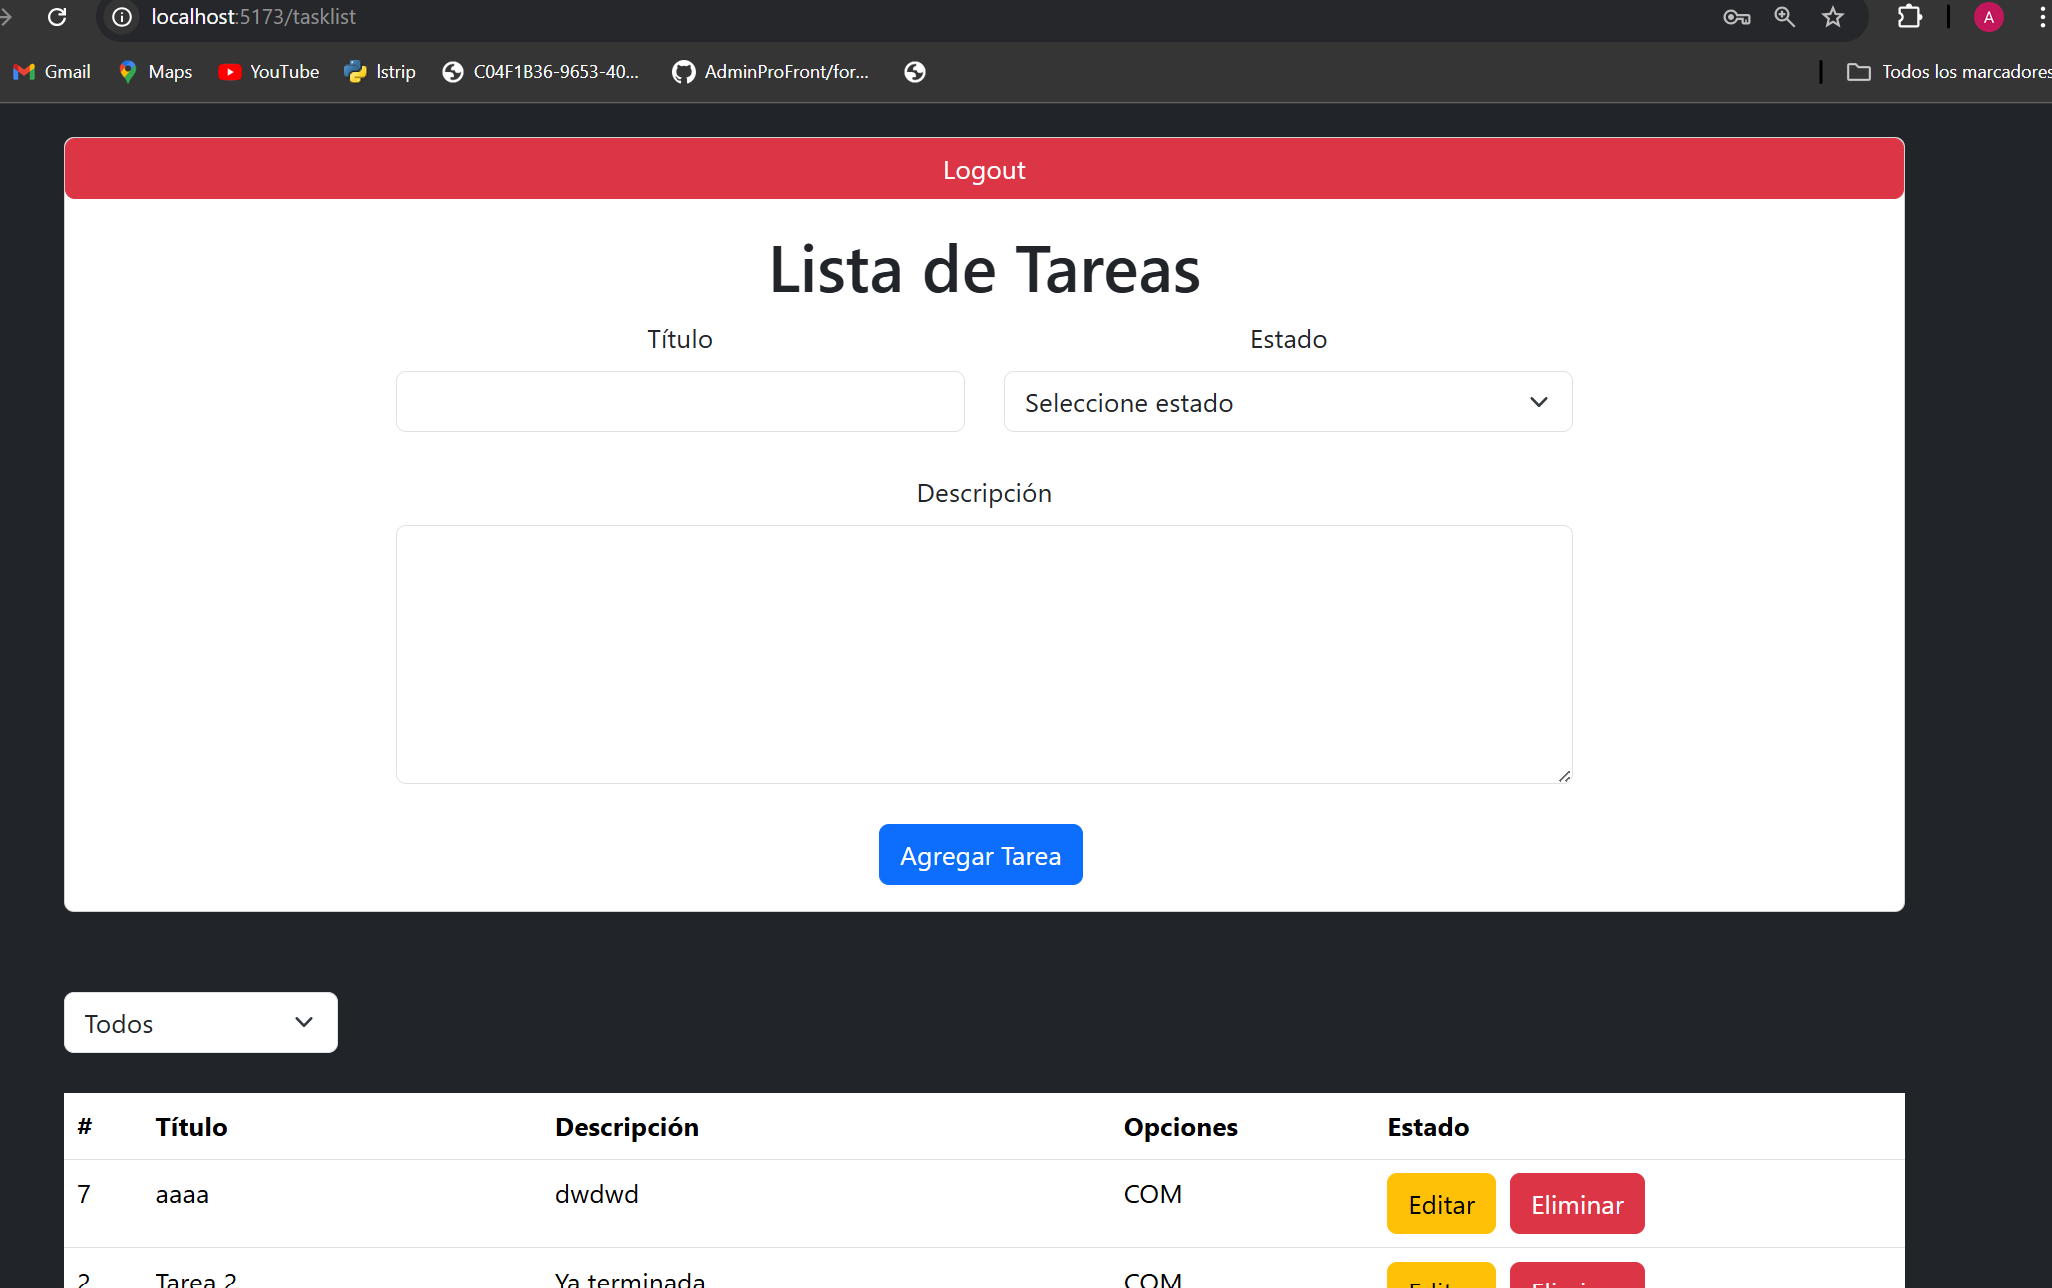 localhost:5173/tasklist
A
Gmail Maps YouTube lstrip C04F1B36-9653-40... AdminProFront/for... Todos los marcadores
Logout
Lista de Tareas
Título Estado
Seleccione estado
Descripción
Agregar Tarea
Todos
# Título Descripción Opciones Estado
7 aaaa dwdwd COM Editar Eliminar
2 Tarea 2 Ya terminada COM Editar Eliminar